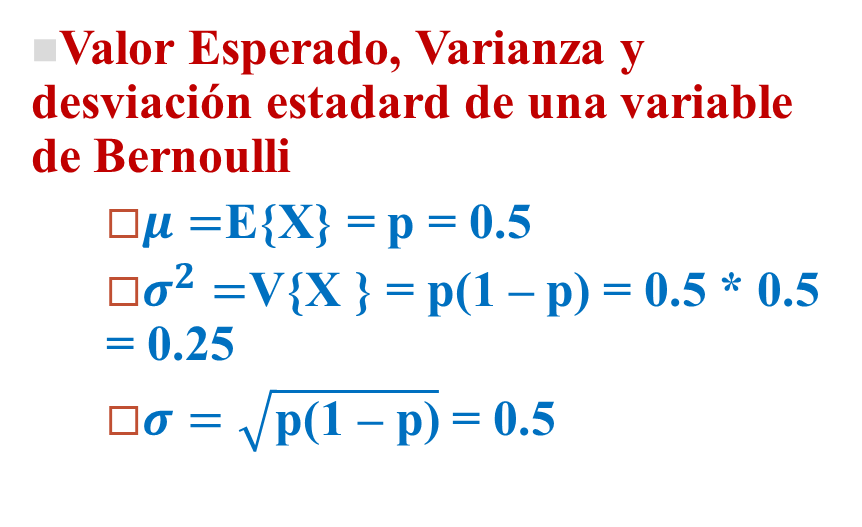 Valor Esperado, Varianza y
desviación estadard de una variable
de Bernoulli
μ =E{X} = p = 0.5
σ² =V{X } = p(1 – p) = 0.5 * 0.5
= 0.25
σ = √p(1 – p) = 0.5